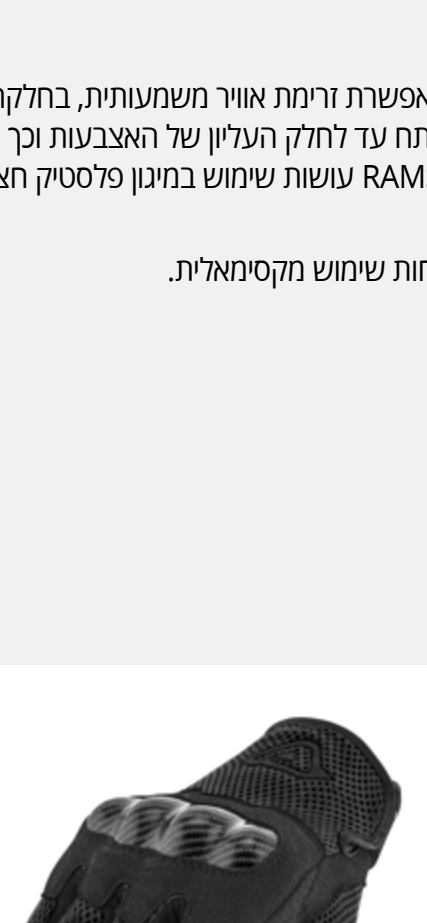 אפשרת זרימת אוויר משמעותית, בחלקה
תח עד לחלק העליון של האצבעות וכך
RAM עושות שימוש במיגון פלסטיק חצ
חות שימוש מקסימאלית.